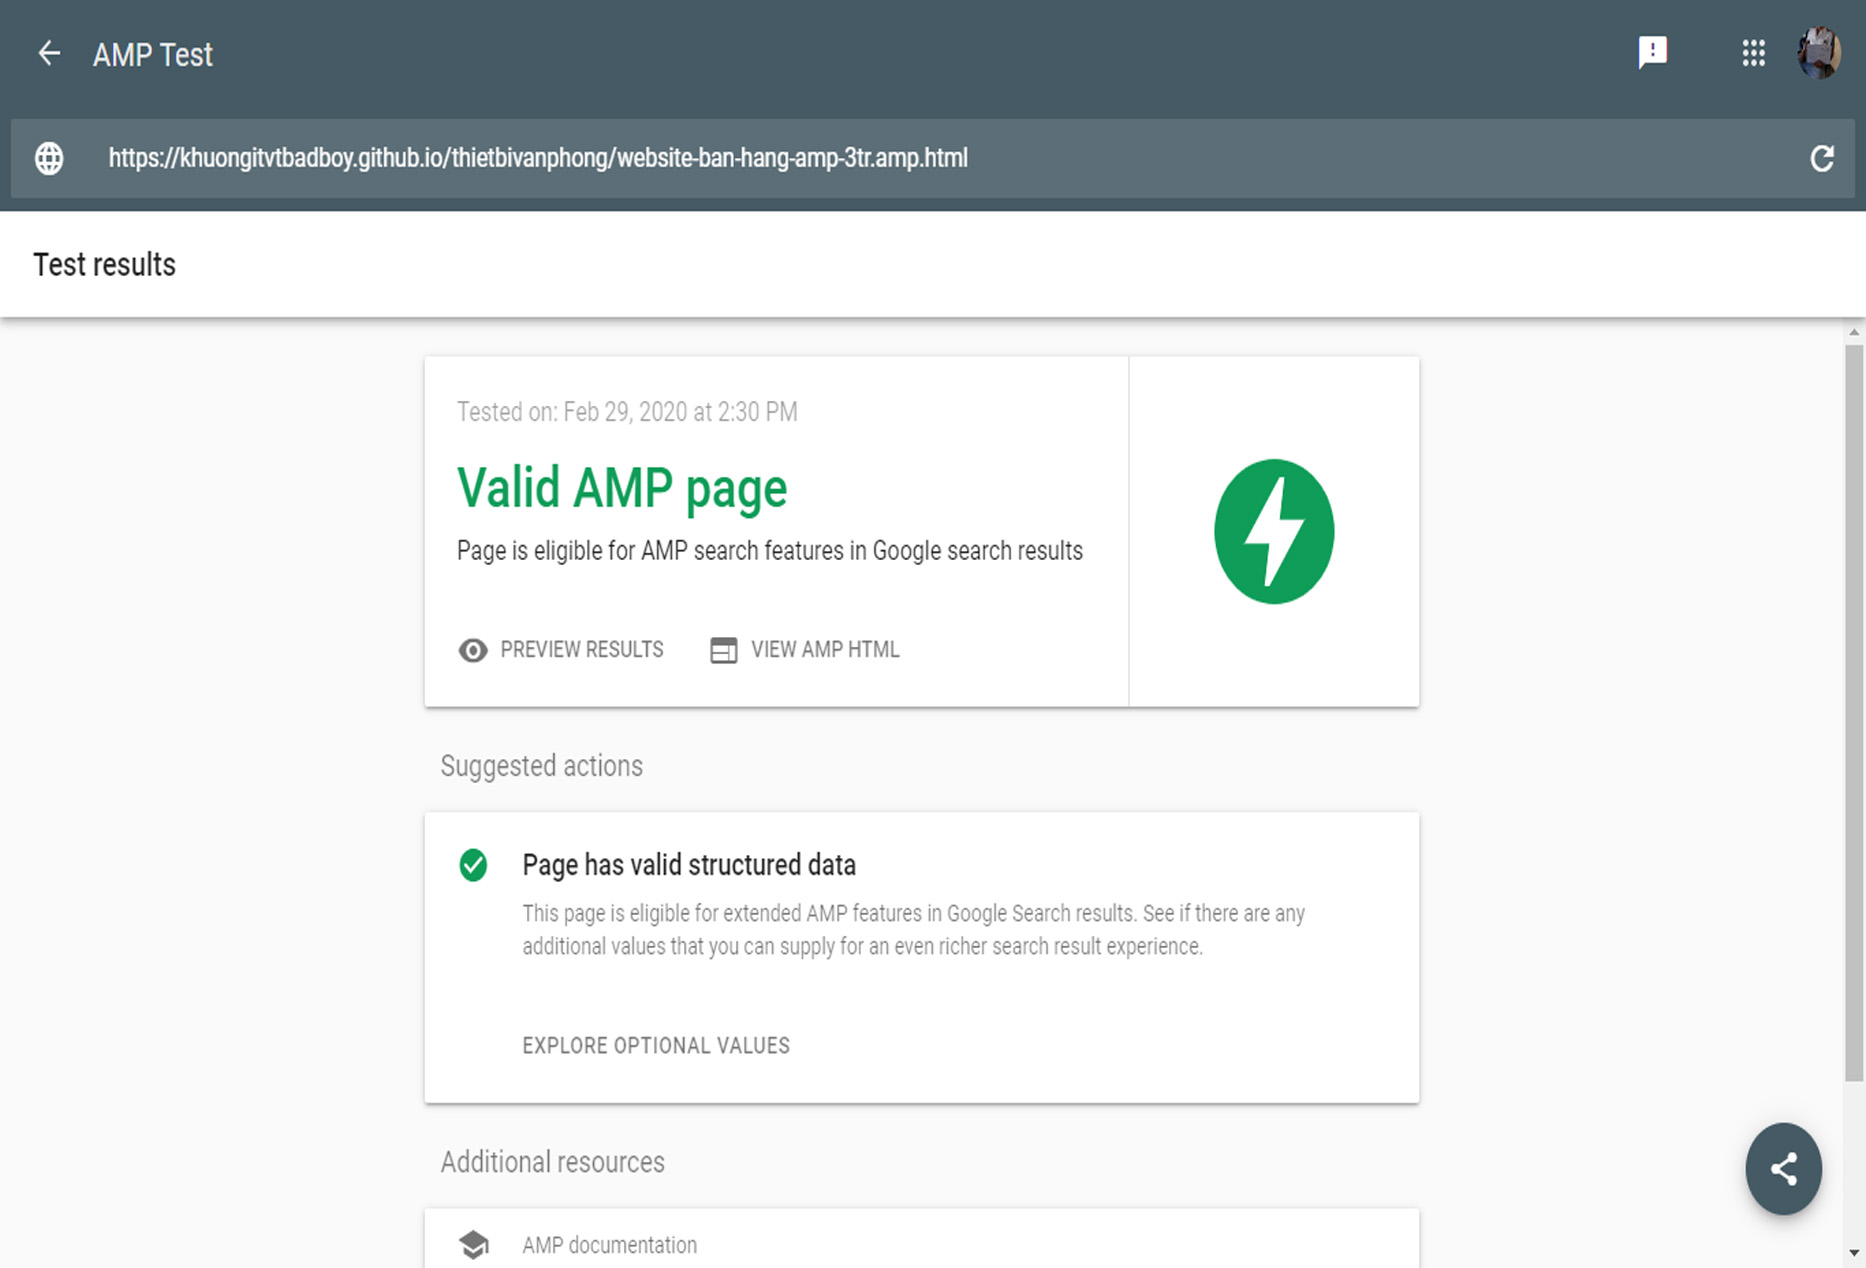 AMP Test
https://khuongitvtbadboy.github.io/thietbivanphong/website-ban-hang-amp-3tr.amp.html
Test results
Tested on: Feb 29, 2020 at 2:30 PM
Valid AMP page
Page is eligible for AMP search features in Google search results
PREVIEW RESULTS VIEW AMP HTML
Suggested actions
Page has valid structured data
This page is eligible for extended AMP features in Google Search results. See if there are any
additional values that you can supply for an even richer search result experience.
EXPLORE OPTIONAL VALUES
Additional resources
AMP documentation